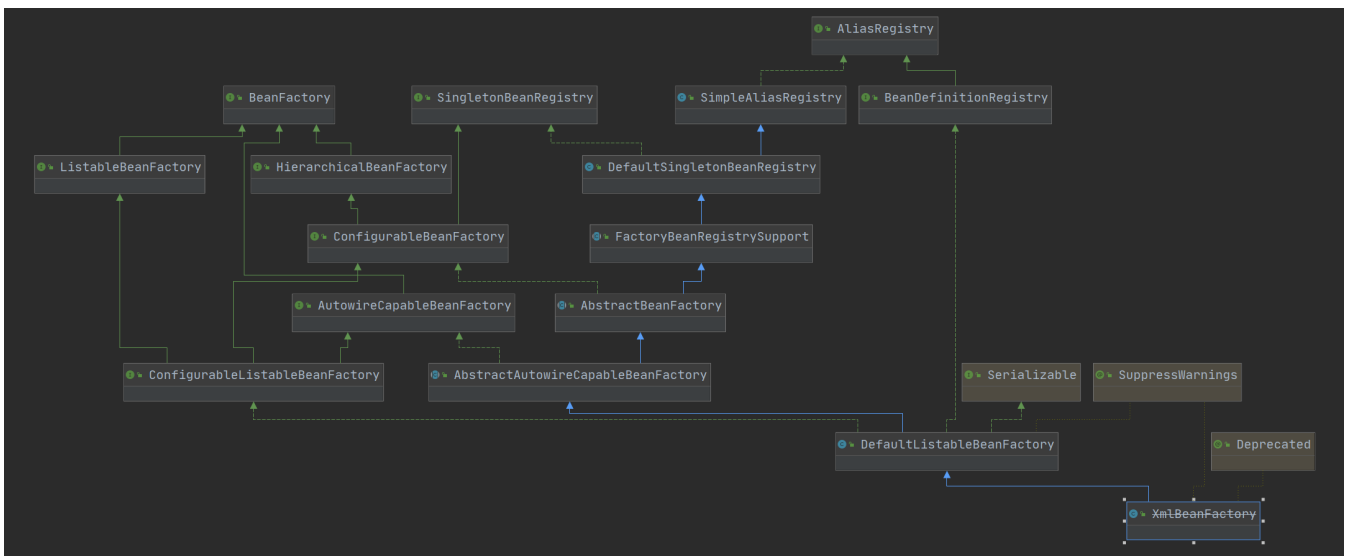 AliasRegistry
BeanFactory
SingletonBeanRegistry
SimpleAliasRegistry
BeanDefinitionRegistry
ListableBeanFactory
HierarchicalBeanFactory
DefaultSingletonBeanRegistry
ConfigurableBeanFactory
FactoryBeanRegistrySupport
AutowireCapableBeanFactory
AbstractBeanFactory
ConfigurableListableBeanFactory
AbstractAutowireCapableBeanFactory
Serializable
SuppressWarnings
DefaultListableBeanFactory
Deprecated
XmlBeanFactory